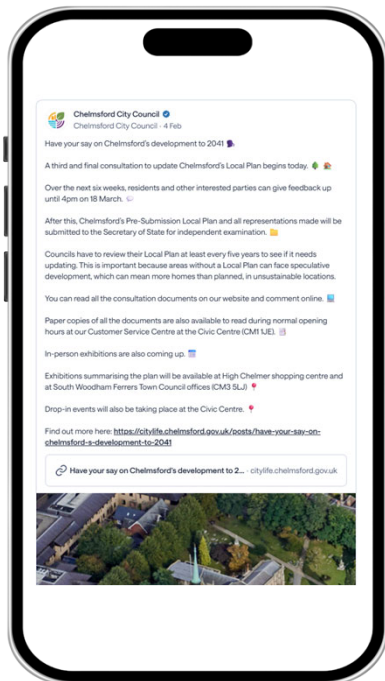 Chelmsford City Council
Chelmsford City Council · 4 Feb
Have your say on Chelmsford's development to 2041
A third and final consultation to update Chelmsford's Local Plan begins today.
Over the next six weeks, residents and other interested parties can give feedback up
until 4pm on 18 March.
After this, Chelmsford's Pre-Submission Local Plan and all representations made will be
submitted to the Secretary of State for independent examination.
Councils have to review their Local Plan at least every five years to see if it needs
updating. This is important because areas without a Local Plan can face speculative
development, which can mean more homes than planned, in unsustainable locations.
You can read all the consultation documents on our website and comment online.
Paper copies of all the documents are also available to read during normal opening
hours at our Customer Service Centre at the Civic Centre (CM1 1JE).
In-person exhibitions are also coming up.
Exhibitions summarising the plan will be available at High Chelmer shopping centre and
at South Woodham Ferrers Town Council offices (CM3 5LJ)
Drop-in events will also be taking place at the Civic Centre.
Find out more here: https://citylife.chelmsford.gov.uk/posts/have-your-say-on-
chelmsford-s-development-to-2041
Have your say on Chelmsford's development to 2... · citylife.chelmsford.gov.uk